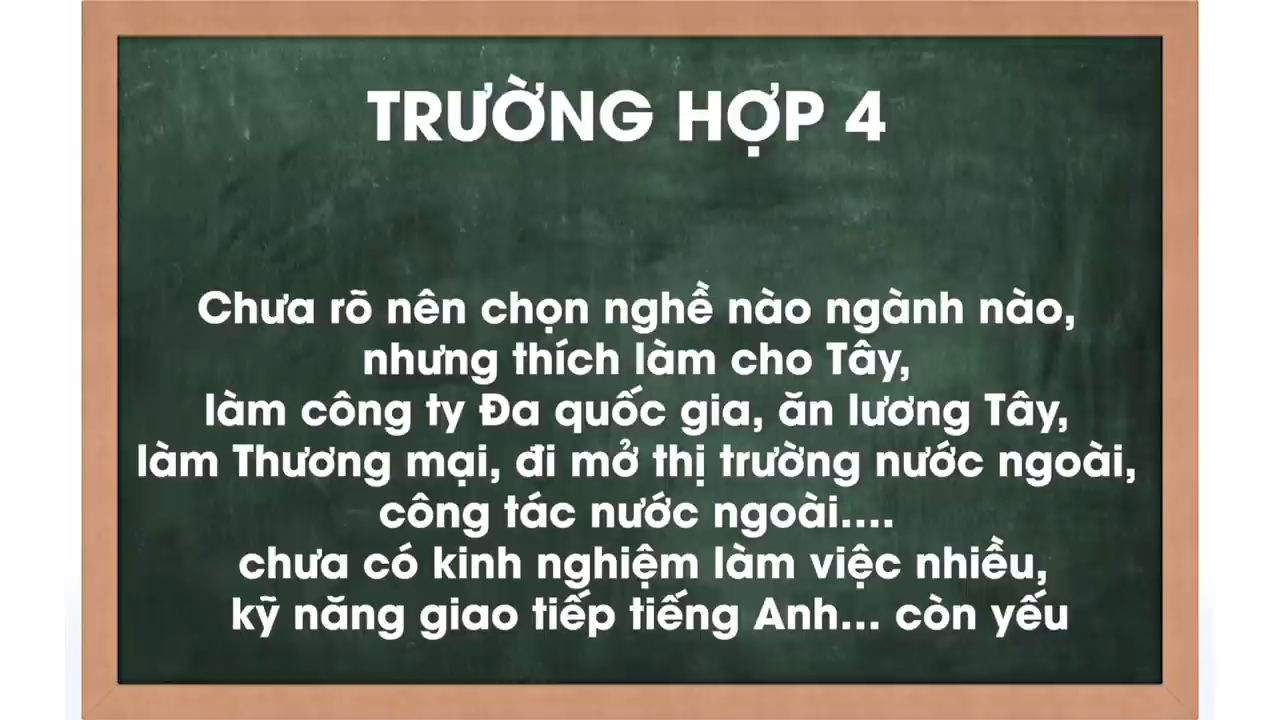 TRƯỜNG HỢP 4
Chưa rõ nên chọn nghề nào ngành nào,
nhưng thích làm cho Tây,
làm công ty Đa quốc gia, ăn lương Tây,
làm Thương mại, đi mở thị trường nước ngoài,
công tác nước ngoài....
chưa có kinh nghiệm làm việc nhiều,
kỹ năng giao tiếp tiếng Anh... còn yếu